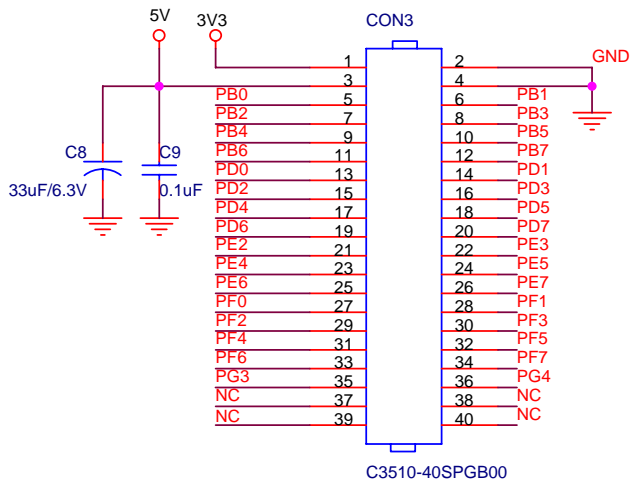 5V 3V3 CON3
1 2 GND
3 4
PB0 5 6 PB1
PB2 7 8 PB3
PB4 9 10 PB5
C8 C9 PB6 11 12 PB7
PD0 13 14 PD1
33uF/6.3V 0.1uF PD2 15 16 PD3
PD4 17 18 PD5
PD6 19 20 PD7
PE2 21 22 PE3
PE4 23 24 PE5
PE6 25 26 PE7
PF0 27 28 PF1
PF2 29 30 PF3
PF4 31 32 PF5
PF6 33 34 PF7
PG3 35 36 PG4
NC 37 38 NC
NC 39 40 NC
C3510-40SPGB00